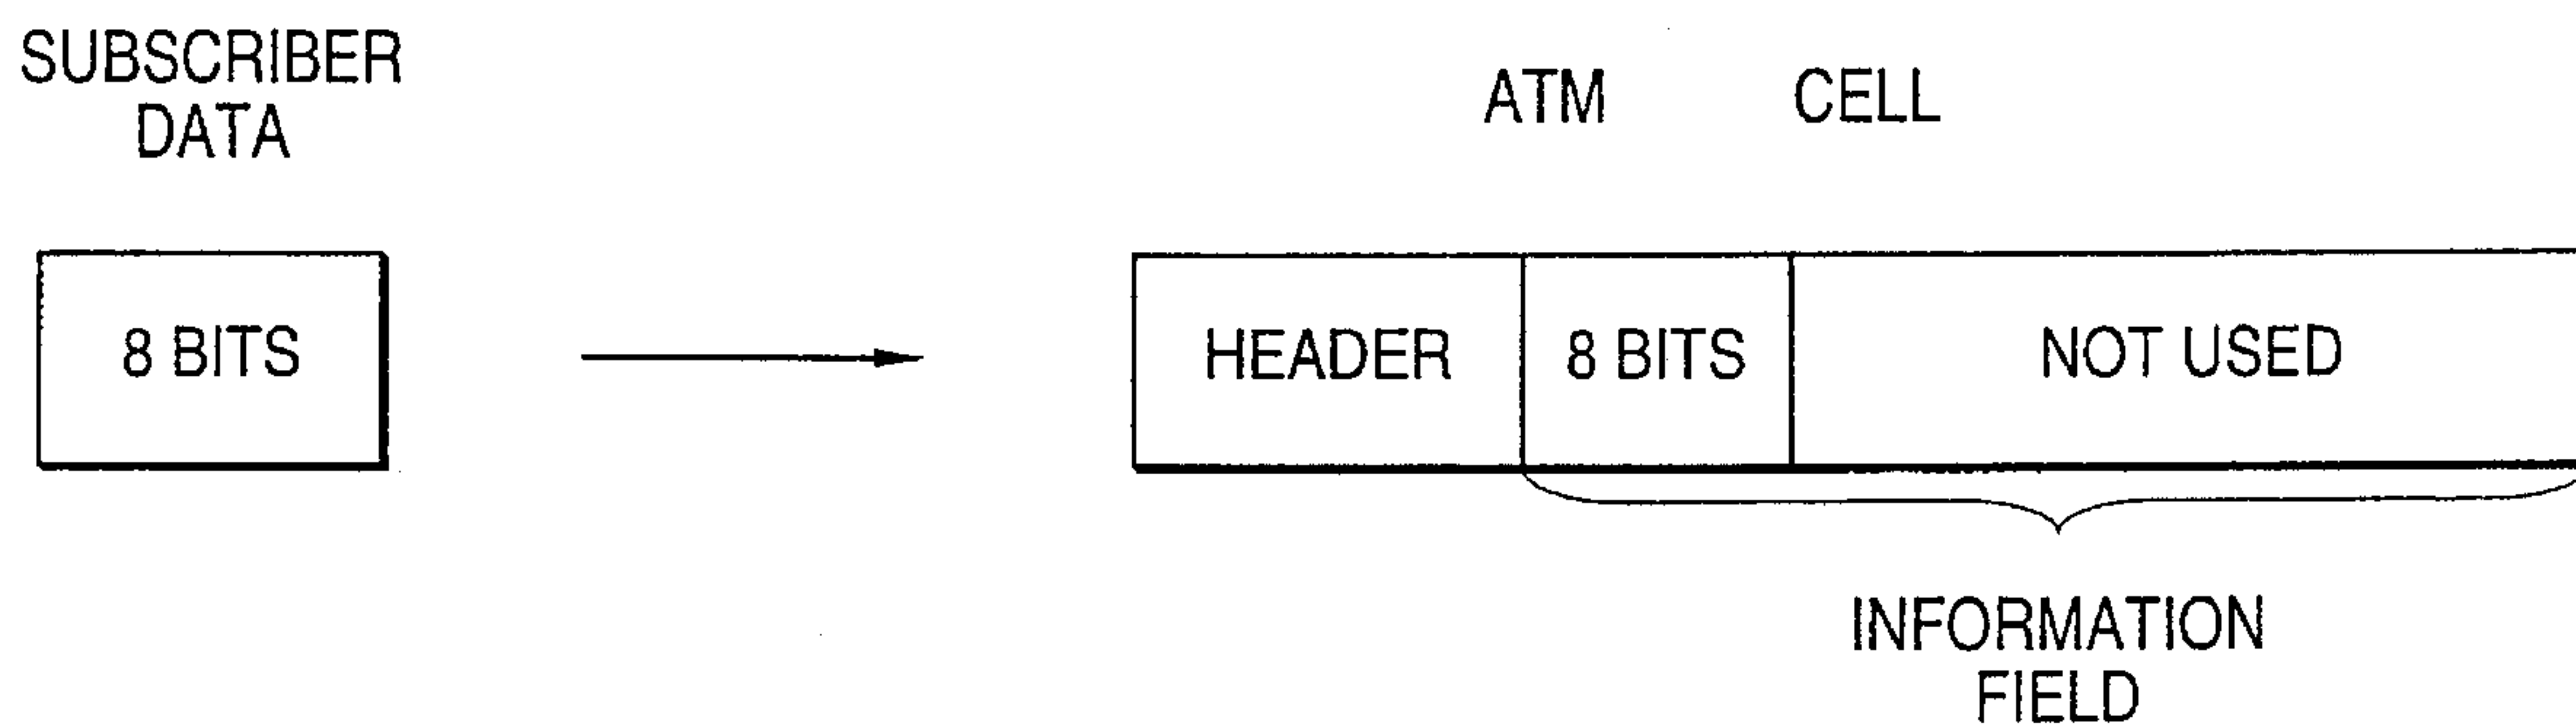 SUBSCRIBER
DATA
ATM CELL
8 BITS
HEADER
8 BITS
NOT USED
INFORMATION
FIELD